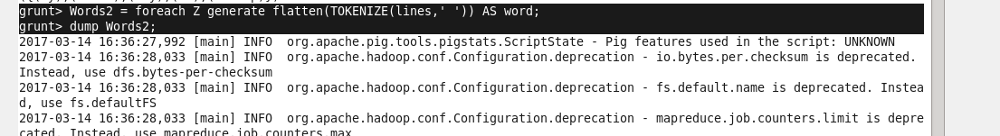 grunt> Words2 = foreach Z generate flatten(TOKENIZE(lines,' ')) AS word;
grunt> dump Words2;
2017-03-14 16:36:27,992 [main] INFO  org.apache.pig.tools.pigstats.ScriptState - Pig features used in the script: UNKNOWN
2017-03-14 16:36:28,033 [main] INFO  org.apache.hadoop.conf.Configuration.deprecation - io.bytes.per.checksum is deprecated.
Instead, use dfs.bytes-per-checksum
2017-03-14 16:36:28,033 [main] INFO  org.apache.hadoop.conf.Configuration.deprecation - fs.default.name is deprecated. Instea
d, use fs.defaultFS
2017-03-14 16:36:28,033 [main] INFO  org.apache.hadoop.conf.Configuration.deprecation - mapreduce.job.counters.limit is depre
cated. Instead, use mapreduce.job.counters.max